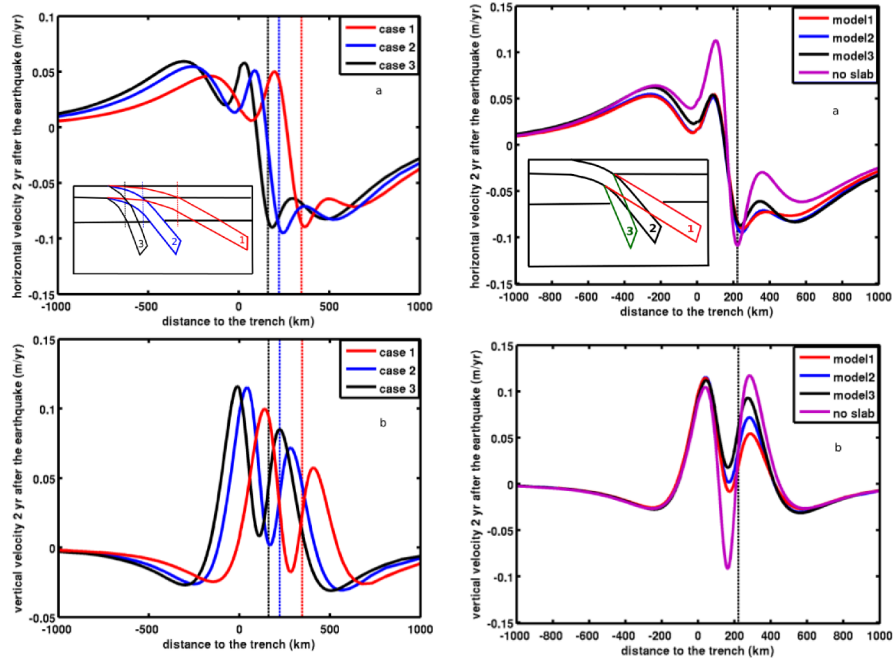 0.1
0.05
0
-0.05
-0.1
-0.15
horizontal velocity 2 yr after the earthquake (m/yr)
case 1
case 2
case 3
a
3
2
1
-1000
-500
0
500
1000
distance to the trench (km)
0.15
0.1
0.05
0
-0.05
-0.1
-0.15
horizontal velocity 2 yr after the earthquake (m/yr)
model1
model2
model3
no slab
a
3
2
1
-1000
-800
-600
-400
-200
0
200
400
600
800
1000
distance to the trench (km)
0.15
0.1
0.05
0
-0.05
vertical velocity 2 yr after the earthquake (m/yr)
case 1
case 2
case 3
b
-1000
-500
0
500
1000
distance to the trench (km)
0.15
0.1
0.05
0
-0.05
-0.1
-0.15
vertical velocity 2 yr after the earthquake (m/yr)
model1
model2
model3
no slab
b
-1000
-800
-600
-400
-200
0
200
400
600
800
1000
distance to the trench (km)